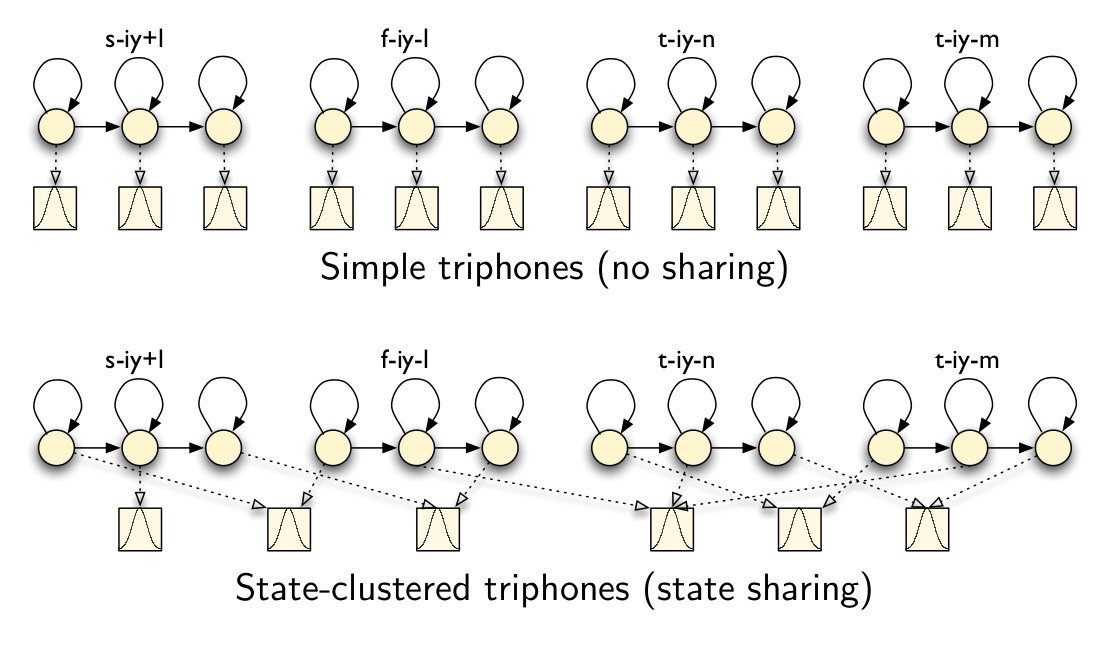 s-iy+l f-iy-l t-iy-n t-iy-m
Simple triphones (no sharing)
s-iy+l f-iy-l t-iy-n t-iy-m
State-clustered triphones (state sharing)